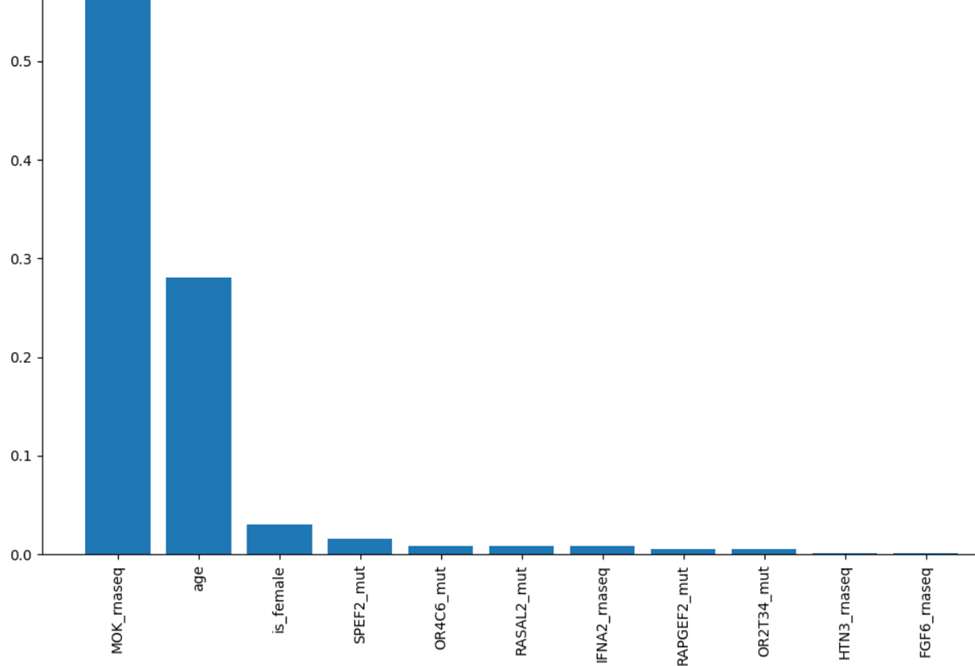 0.5
0.4
0.3
0.2
0.1
0.0
MOK_rnaseq
age
is_female
SPEF2_mut
OR4C6_mut
RASAL2_mut
IFNA2_rnaseq
RAPGEF2_mut
OR2T34_mut
HTN3_rnaseq
FGF6_rnaseq